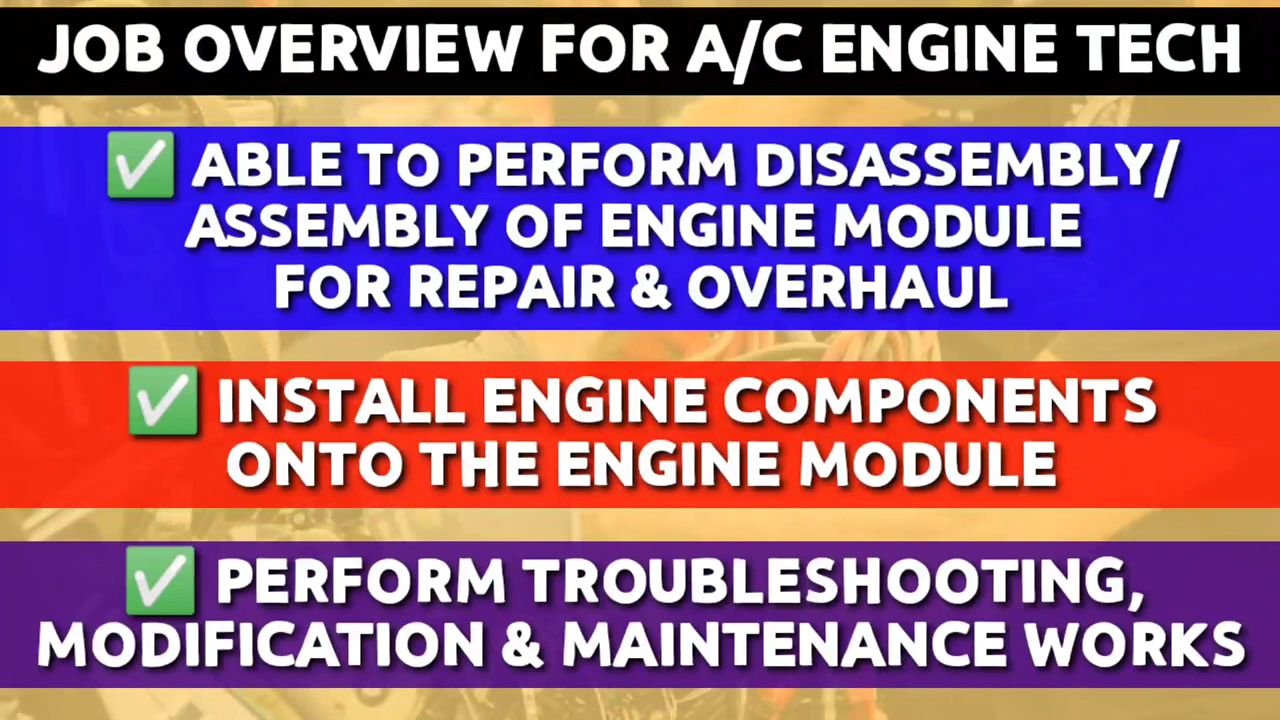 JOB OVERVIEW FOR A/C ENGINE TECH
✅ ABLE TO PERFORM DISASSEMBLY/
ASSEMBLY OF ENGINE MODULE
FOR REPAIR & OVERHAUL
✅ INSTALL ENGINE COMPONENTS
ONTO THE ENGINE MODULE
✅ PERFORM TROUBLESHOOTING,
MODIFICATION & MAINTENANCE WORKS